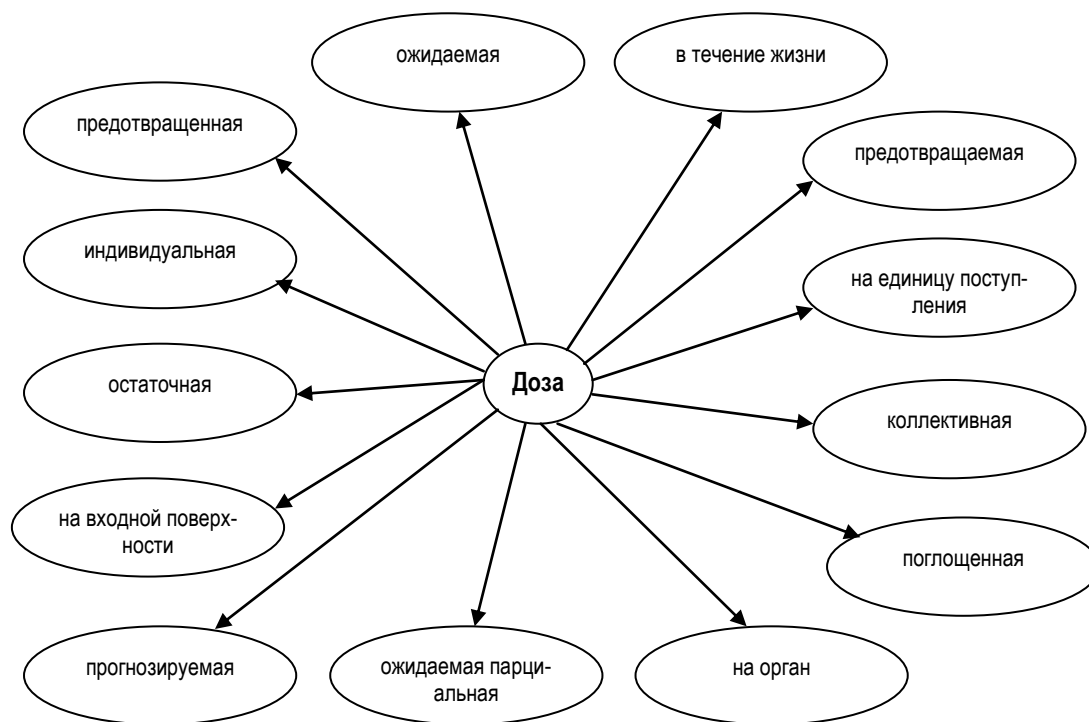 ожидаемая
в течение жизни
предотвращенная
предотвращаемая
индивидуальная
на единицу поступ-
ления
Доза
остаточная
коллективная
на входной поверх-
ности
поглощенная
прогнозируемая
ожидаемая парци-
альная
на орган